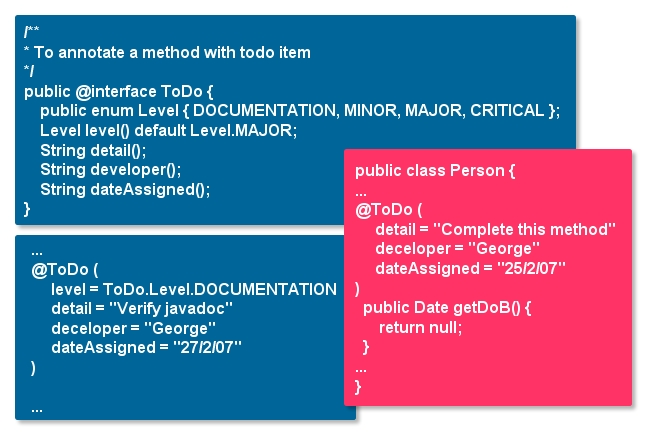 /**
* To annotate a method with todo item
*/
public @interface ToDo {
public enum Level { DOCUMENTATION, MINOR, MAJOR, CRITICAL };
Level level() default Level.MAJOR;
String detail();
String developer();
String dateAssigned();
}
...
@ToDo (
level = ToDo.Level.DOCUMENTATION
detail = "Verify javadoc"
deceloper = "George"
dateAssigned = "27/2/07"
)
...
public class Person {
...
@ToDo (
detail = "Complete this method"
deceloper = "George"
dateAssigned = "25/2/07"
)
public Date getDoB() {
return null;
}
...
}